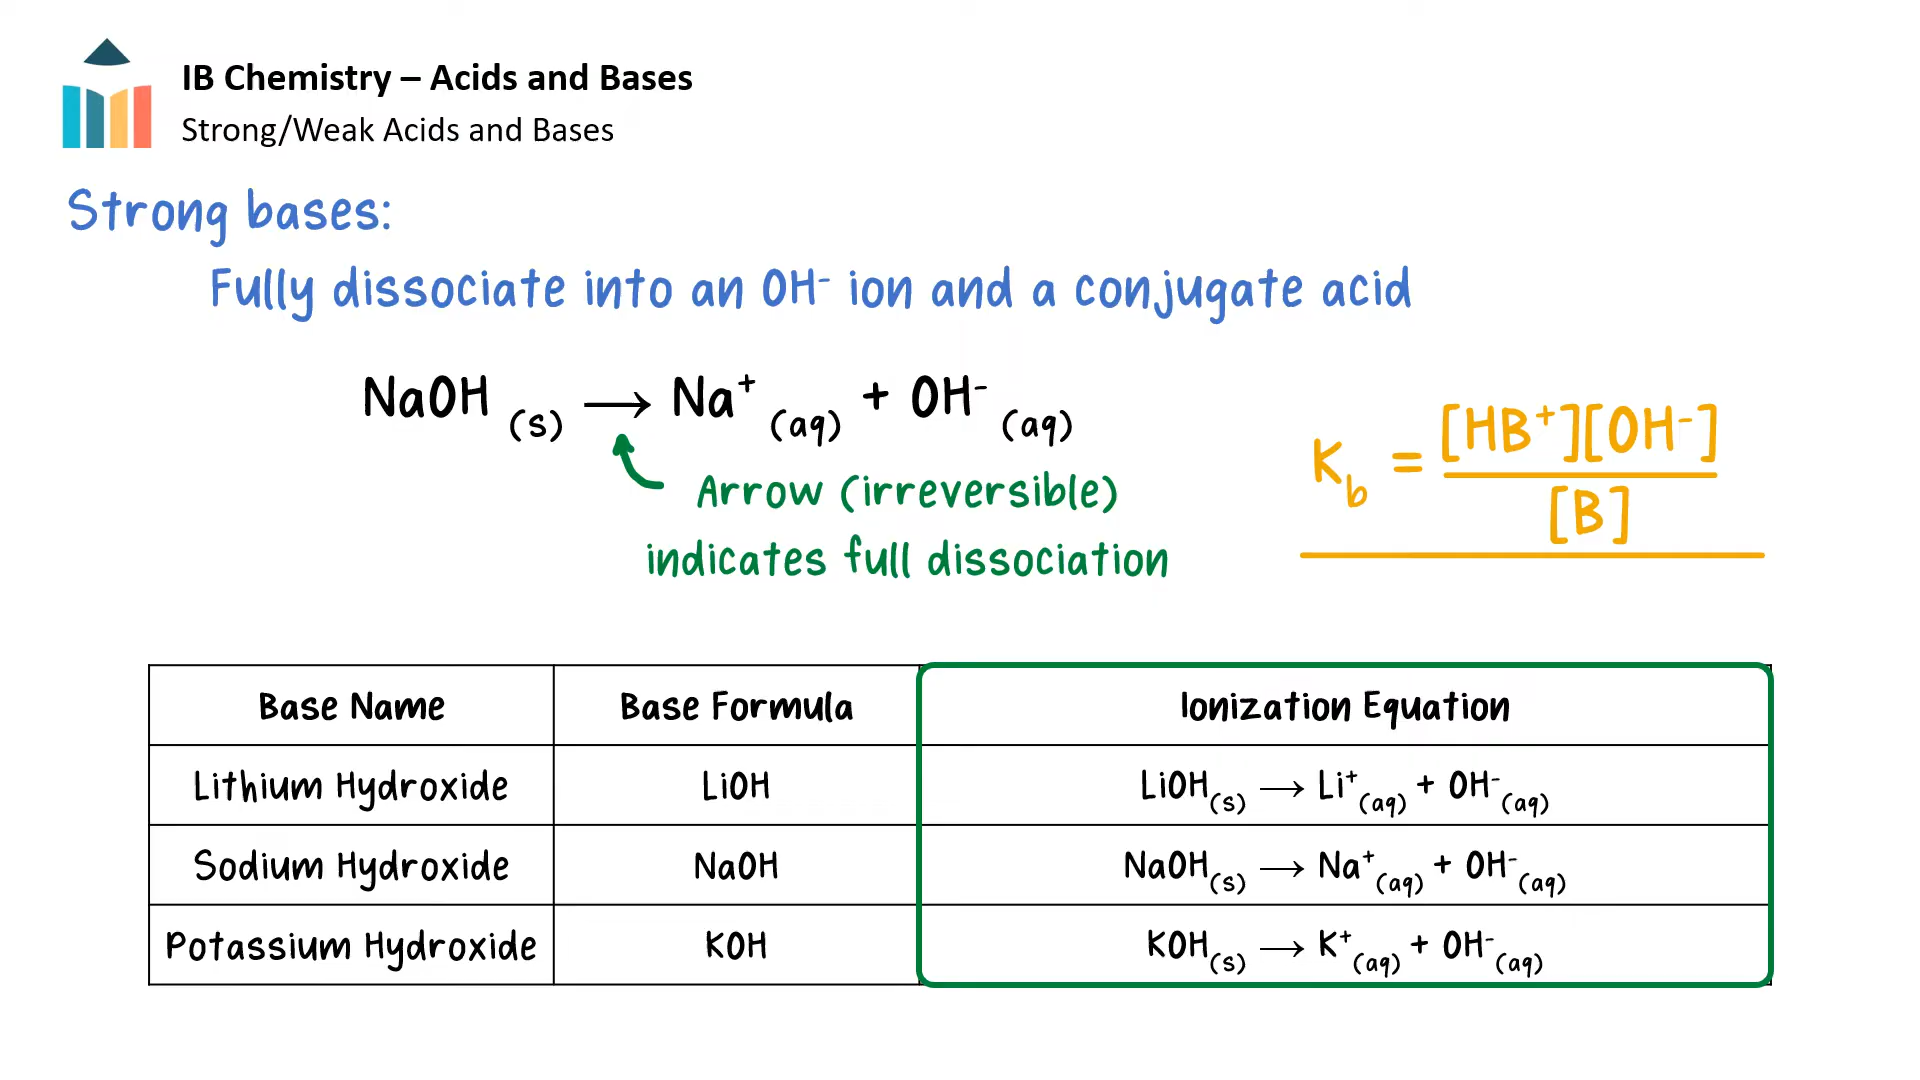 IB Chemistry – Acids and Bases
Strong/Weak Acids and Bases
Strong bases:
Fully dissociate into an OH⁻ ion and a conjugate acid
NaOH (s) ⟶ Na⁺ (aq) + OH⁻ (aq)
Arrow (irreversible)
indicates full dissociation
K_b = [HB⁺][OH⁻] / [B]
Base Name Base Formula Ionization Equation
Lithium Hydroxide LiOH LiOH(s) ⟶ Li⁺(aq) + OH⁻(aq)
Sodium Hydroxide NaOH NaOH(s) ⟶ Na⁺(aq) + OH⁻(aq)
Potassium Hydroxide KOH KOH(s) ⟶ K⁺(aq) + OH⁻(aq)